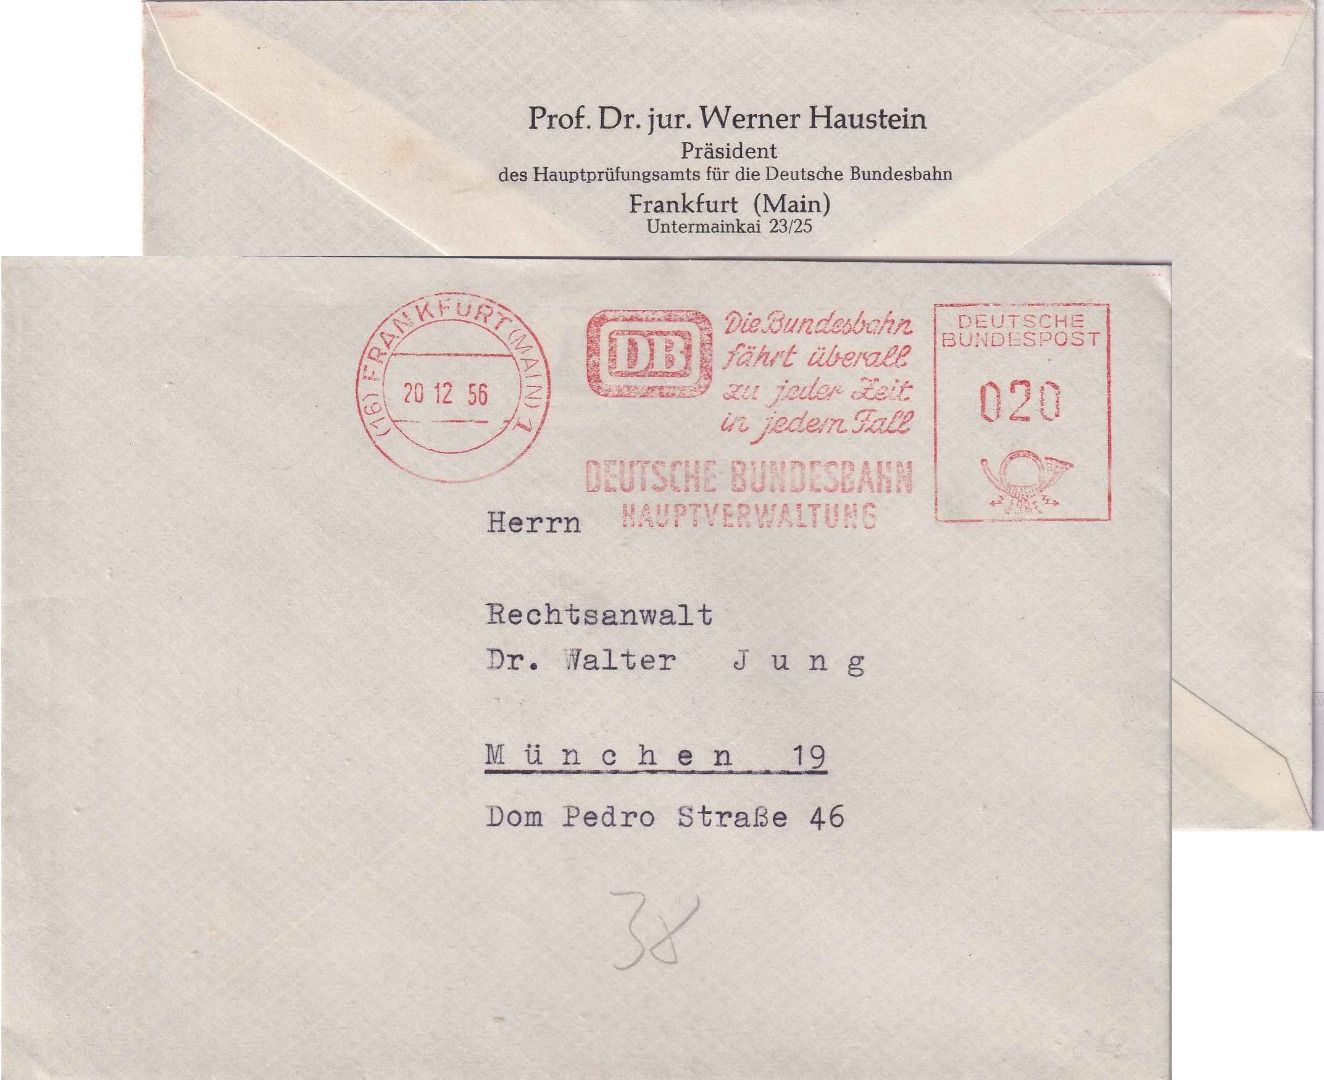 Prof. Dr. jur. Werner Haustein
Präsident
des Hauptprüfungsamts für die Deutsche Bundesbahn
Frankfurt (Main)
Untermainkai 23/25
(16) FRANKFURT (MAIN) 1
20 12 56
DB
Die Bundesbahn
fährt überall
zu jeder Zeit
in jedem Fall
DEUTSCHE BUNDESBAHN
HAUPTVERWALTUNG
DEUTSCHE
BUNDESPOST
020
Herrn
Rechtsanwalt
Dr. Walter J u n g
M ü n c h e n 19
Dom Pedro Straße 46
38